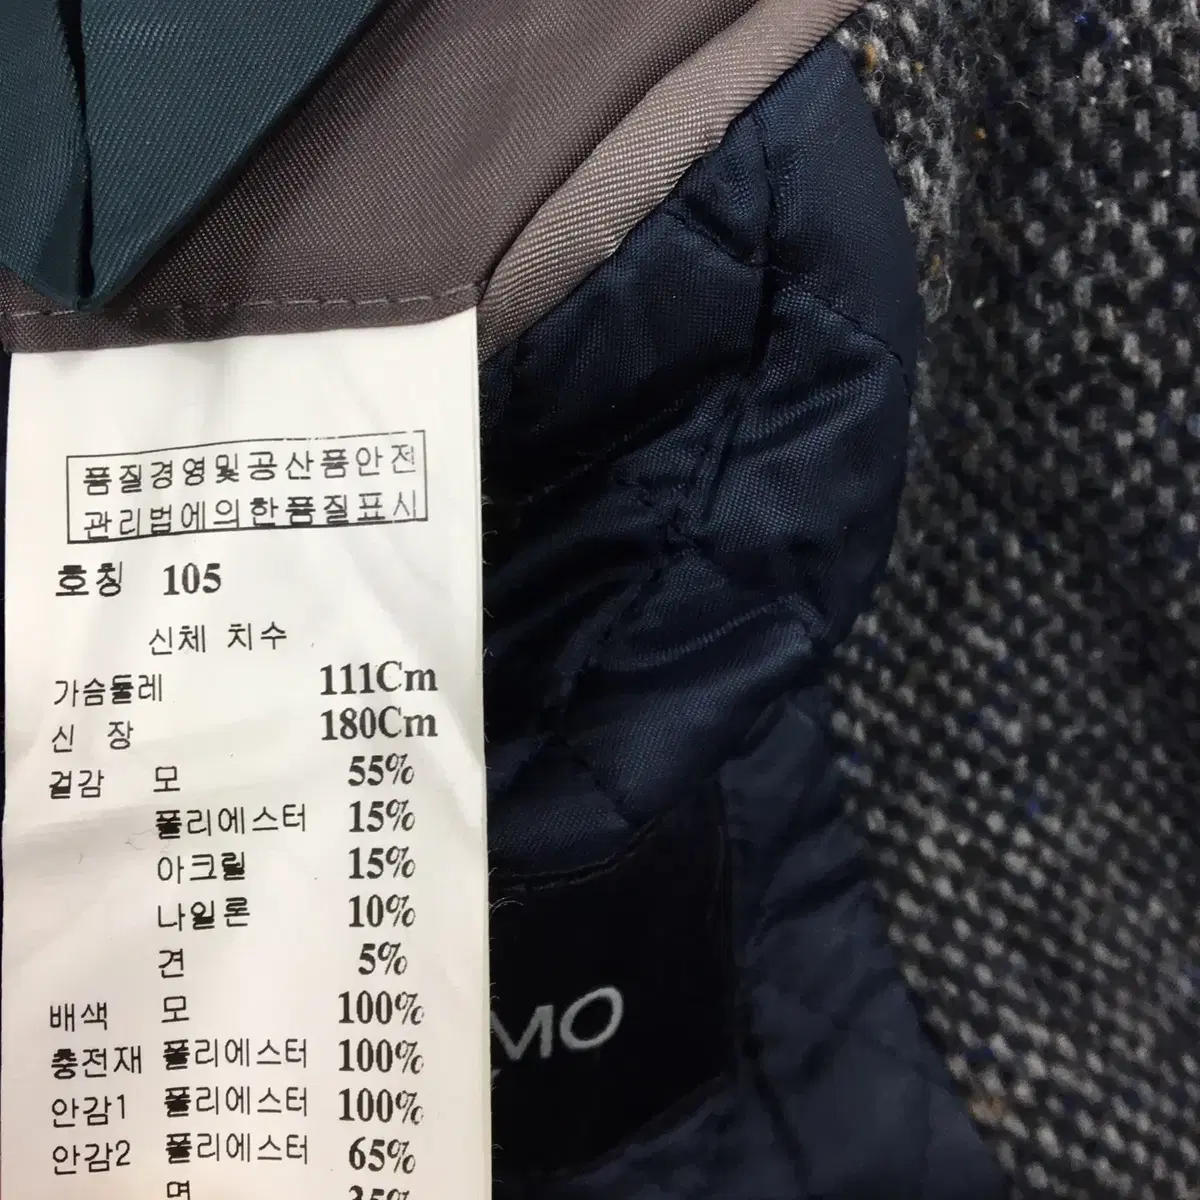 품질경영및공산품안전
관리법에의한품질표시
호칭 105
신체 치수
가슴둘레 111Cm
신 장 180Cm
겉감 모 55%
폴리에스터 15%
아크릴 15%
나일론 10%
견 5%
배색 모 100%
충전재 폴리에스터 100%
안감1 폴리에스터 100%
안감2 폴리에스터 65%
면 35%
MO